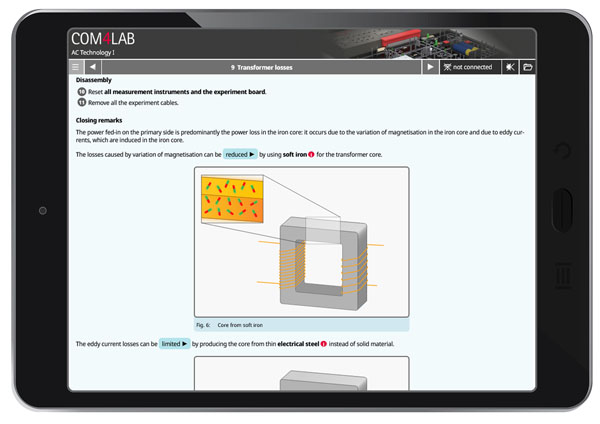 COM4LAB
AC Technology I
9 Transformer losses
not connected
Disassembly
10 Reset all measurement instruments and the experiment board.
11 Remove all the experiment cables.
Closing remarks
The power fed-in on the primary side is predominantly the power loss in the iron core: it occurs due to the variation of magnetisation in the iron core and due to eddy cur-
rents, which are induced in the iron core.
The losses caused by variation of magnetisation can be reduced ▶ by using soft iron i for the transformer core.
Fig. 6: Core from soft iron
The eddy current losses can be limited ▶ by producing the core from thin electrical steel i instead of solid material.